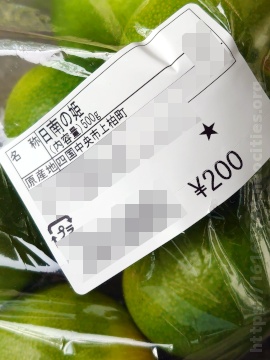 名称 日南の姫
(内容量)500g
原産地 四国中央市上柏町
★
¥200
プラ